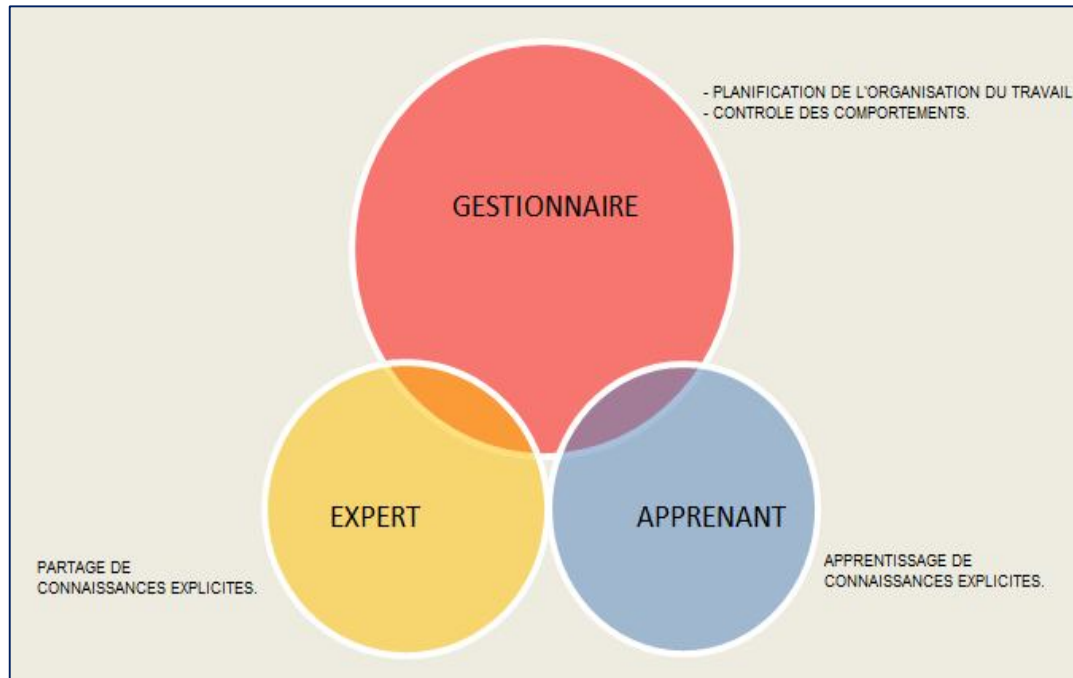 - PLANIFICATION DE L'ORGANISATION DU TRAVAIL
- CONTROLE DES COMPORTEMENTS.
GESTIONNAIRE
EXPERT
APPRENANT
PARTAGE DE
CONNAISSANCES EXPLICITES.
APPRENTISSAGE DE
CONNAISSANCES EXPLICITES.